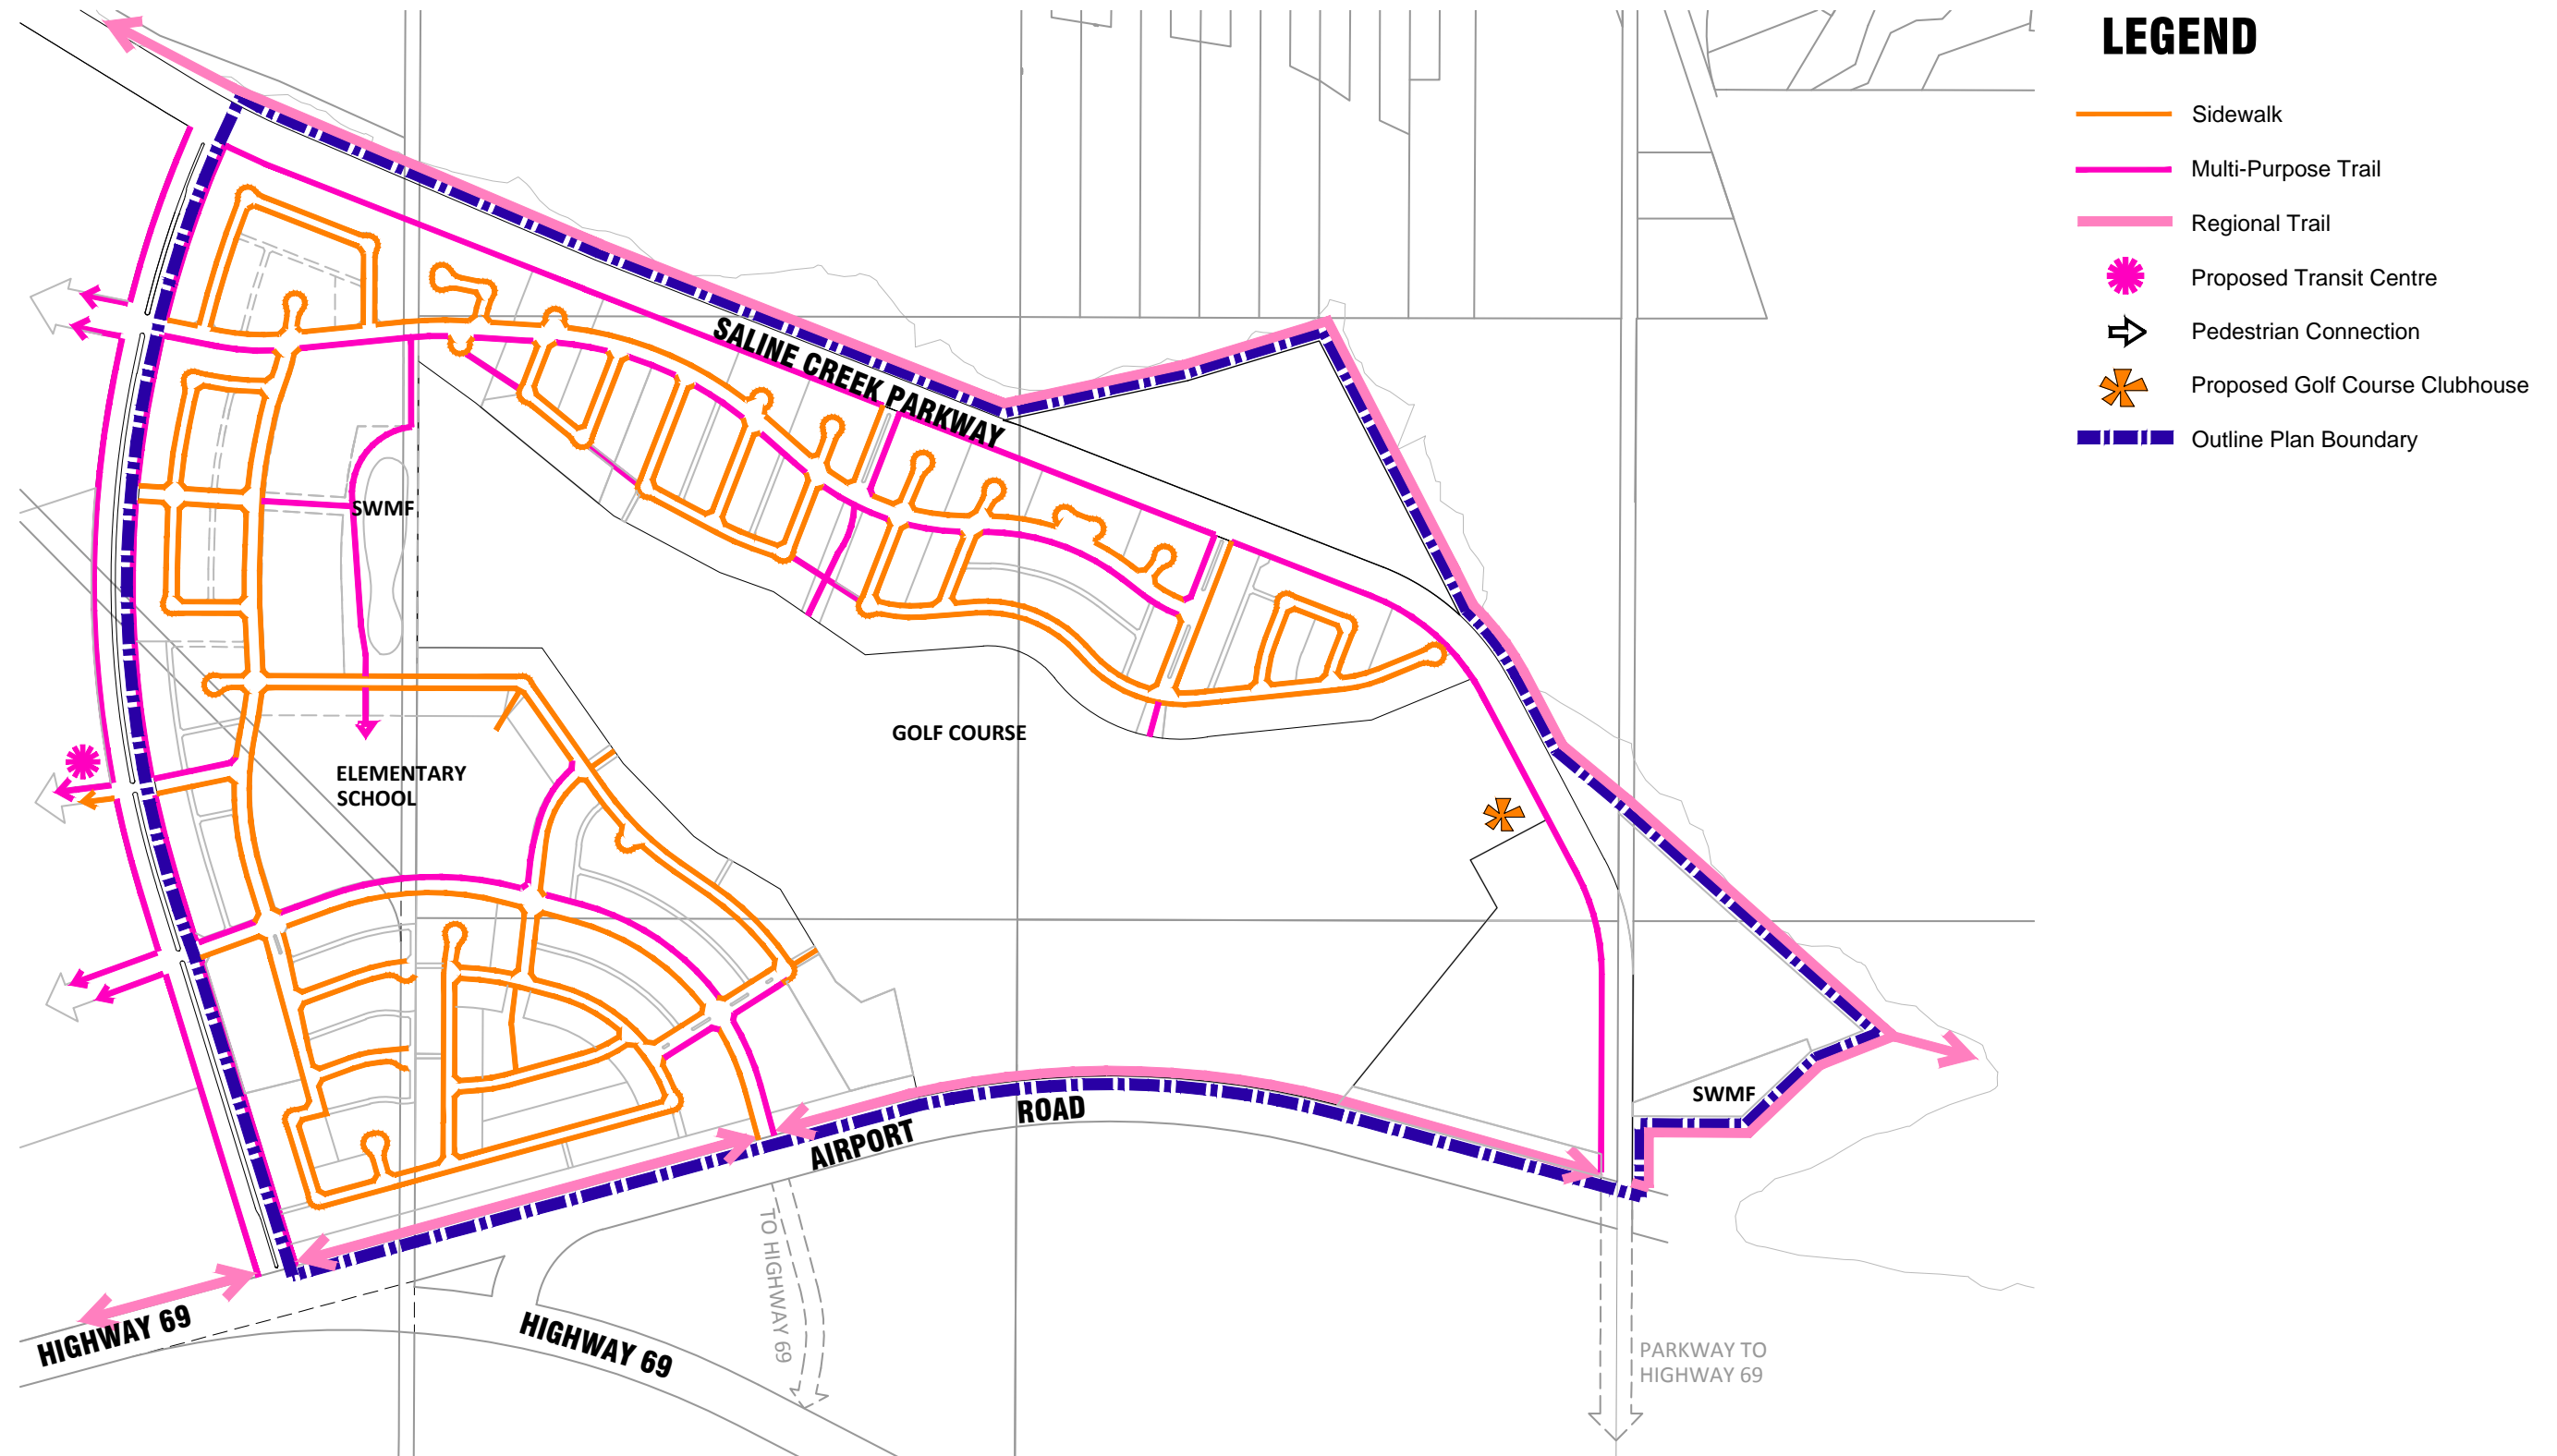 LEGEND
Sidewalk
Multi-Purpose Trail
Regional Trail
Proposed Transit Centre
Pedestrian Connection
Proposed Golf Course Clubhouse
Outline Plan Boundary
SALINE CREEK PARKWAY
SWMF
GOLF COURSE
ELEMENTARY
SCHOOL
SWMF
AIRPORT
ROAD
TO HIGHWAY 69
HIGHWAY 69
HIGHWAY 69
PARKWAY TO
HIGHWAY 69